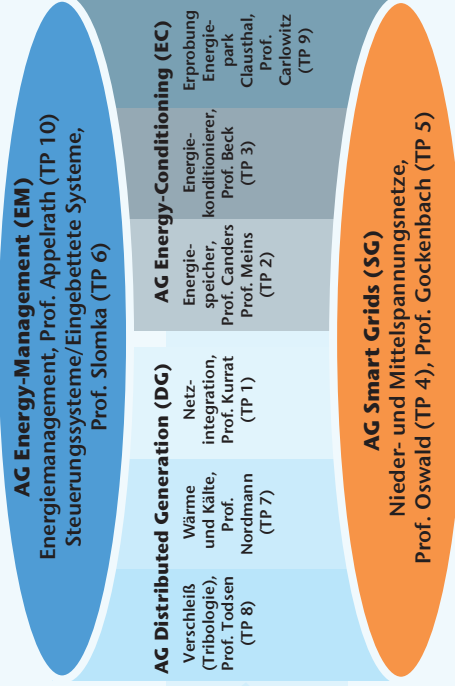 AG Energy-Management (EM)
Energiemanagement, Prof. Appelrath (TP 10)
Steuerungssysteme/Eingebettete Systeme,
Prof. Slomka (TP 6)
AG Distributed Generation (DG)
Verschleiß
(Tribologie),
Prof. Todsen
(TP 8)
Wärme
und Kälte,
Prof.
Nordmann
(TP 7)
Netz-
integration,
Prof. Kurrat
(TP 1)
AG Energy-Conditioning (EC)
Energie-
speicher,
Prof. Canders
Prof. Meins
(TP 2)
Energie-
konditionierer,
Prof. Beck
(TP 3)
Erprobung
Energie-
park
Clausthal,
Prof.
Carlowitz
(TP 9)
AG Smart Grids (SG)
Nieder- und Mittelspannungsnetze,
Prof. Oswald (TP 4), Prof. Gockenbach (TP 5)